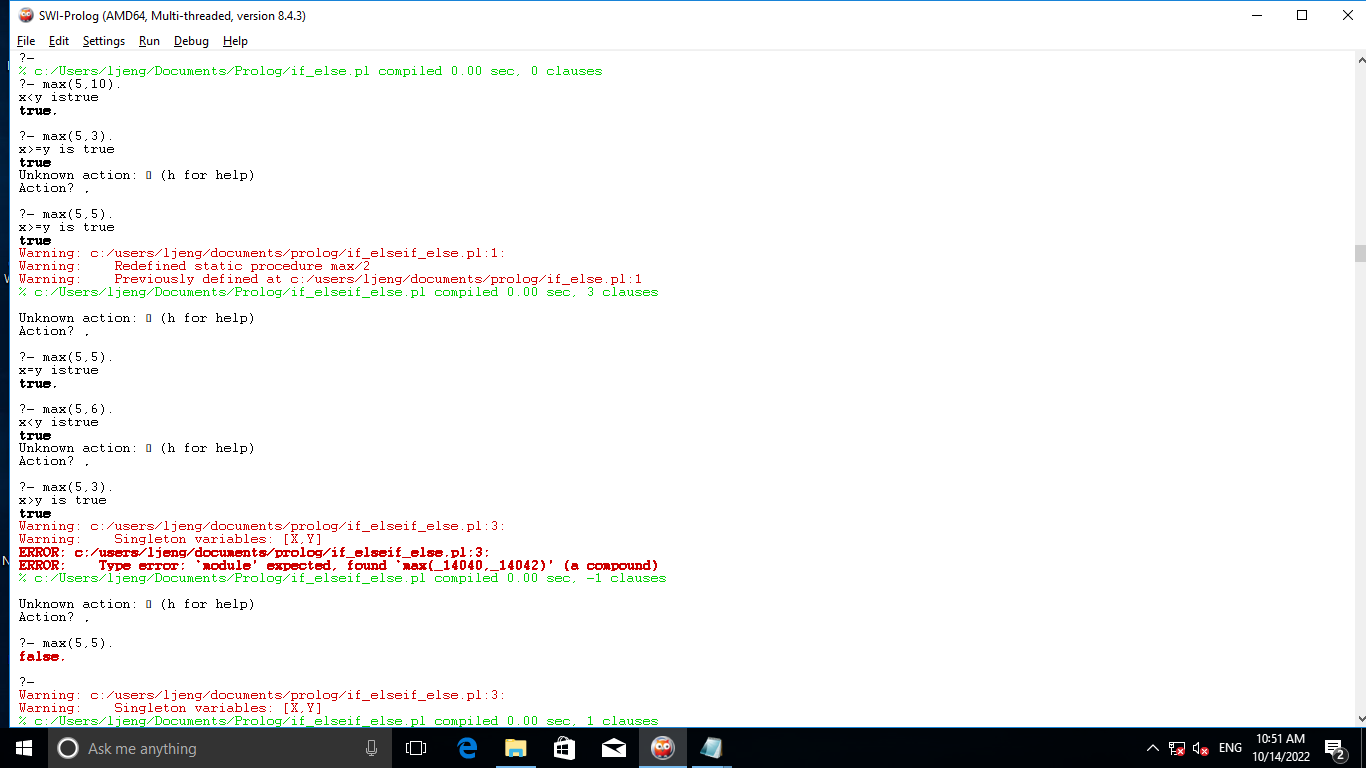 SWI-Prolog (AMD64, Multi-threaded, version 8.4.3)
File Edit Settings Run Debug Help
?-
% c:/Users/ljeng/Documents/Prolog/if_else.pl compiled 0.00 sec, 0 clauses
?- max(5,10).
x<y istrue
true.
?- max(5,3).
x>=y is true
true
Unknown action: (h for help)
Action? .
?- max(5,5).
x>=y is true
true
Warning: c:/users/ljeng/documents/prolog/if_elseif_else.pl:1:
Warning: Redefined static procedure max/2
Warning: Previously defined at c:/users/ljeng/documents/prolog/if_else.pl:1
% c:/Users/ljeng/Documents/Prolog/if_elseif_else.pl compiled 0.00 sec, 3 clauses
Unknown action: (h for help)
Action? .
?- max(5,5).
x=y istrue
true.
?- max(5,6).
x<y istrue
true
Unknown action: (h for help)
Action? .
?- max(5,3).
x>y is true
true
Warning: c:/users/ljeng/documents/prolog/if_elseif_else.pl:3:
Warning: Singleton variables: [X,Y]
ERROR: c:/users/ljeng/documents/prolog/if_elseif_else.pl:3:
ERROR: Type error: `module' expected, found `max(_14040,_14042)' (a compound)
% c:/Users/ljeng/Documents/Prolog/if_elseif_else.pl compiled 0.00 sec, -1 clauses
Unknown action: (h for help)
Action? .
?- max(5,5).
false.
?-
Warning: c:/users/ljeng/documents/prolog/if_elseif_else.pl:3:
Warning: Singleton variables: [X,Y]
% c:/Users/ljeng/Documents/Prolog/if_elseif_else.pl compiled 0.00 sec, 1 clauses
Ask me anything
ENG
10:51 AM
10/14/2022
2